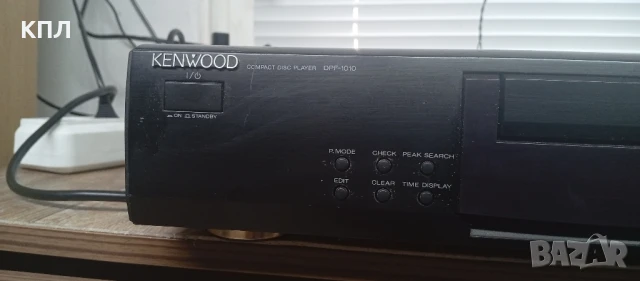 КПЛ
KENWOOD
COMPACT DISC PLAYER DPF-1010
I/⏻
ON STANDBY
P.MODE CHECK PEAK SEARCH
EDIT CLEAR TIME DISPLAY
BAZAR